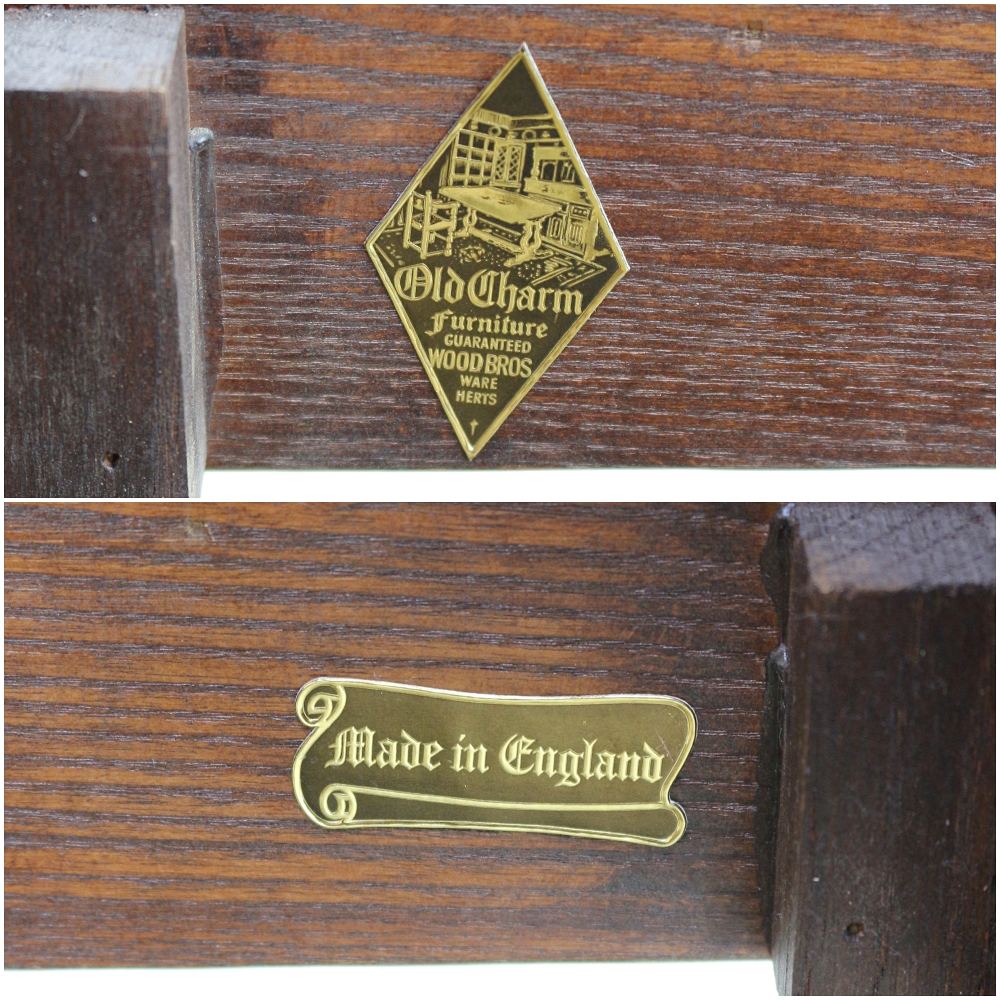 Old Charm
Furniture
GUARANTEED
WOOD BROS
WARE
HERTS
Made in England